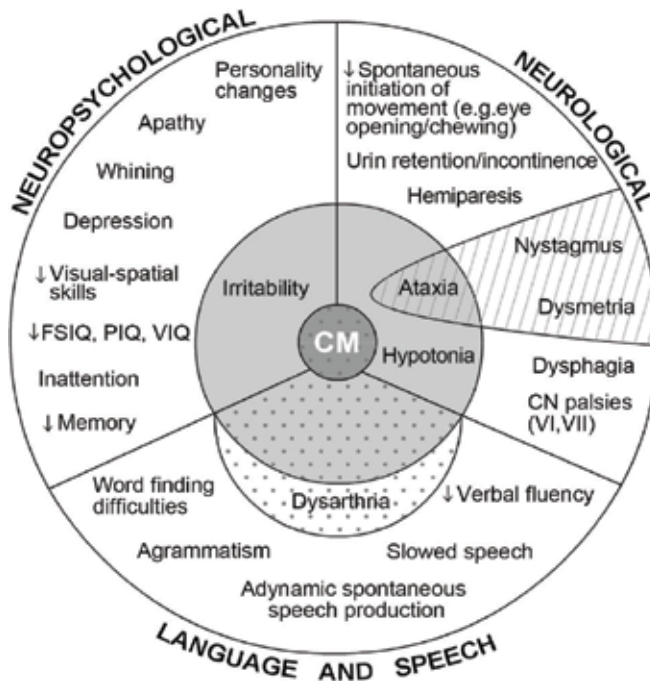 NEUROPSYCHOLOGICAL
Personality
changes
Apathy
Whining
Depression
↓Visual-spatial
skills
↓FSIQ, PIQ, VIQ
Inattention
↓Memory
NEUROLOGICAL
↓Spontaneous
initiation of
movement (e.g.eye
opening/chewing)
Urin retention/incontinence
Hemiparesis
Nystagmus
Dysmetria
Dysphagia
CN palsies
(VI,VII)
Irritability
Ataxia
CM
Hypotonia
Dysarthria
Word finding
difficulties
↓Verbal fluency
Agrammatism
Slowed speech
Adynamic spontaneous
speech production
LANGUAGE AND SPEECH